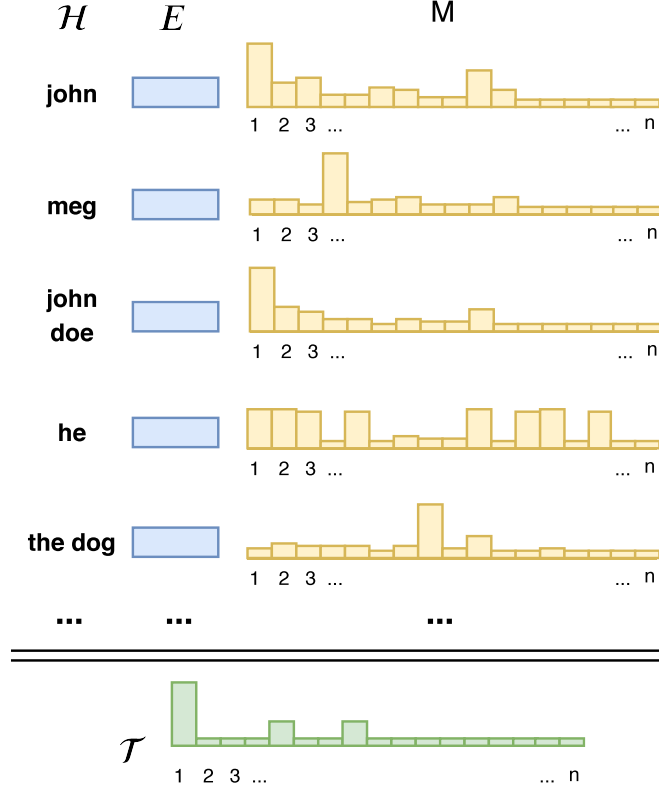 ℋ E M
john
1 2 3 ... ... n
meg
1 2 3 ... ... n
john
doe
1 2 3 ... ... n
he
1 2 3 ... ... n
the dog
1 2 3 ... ... n
... ... ...
𝒯
1 2 3 ... ... n